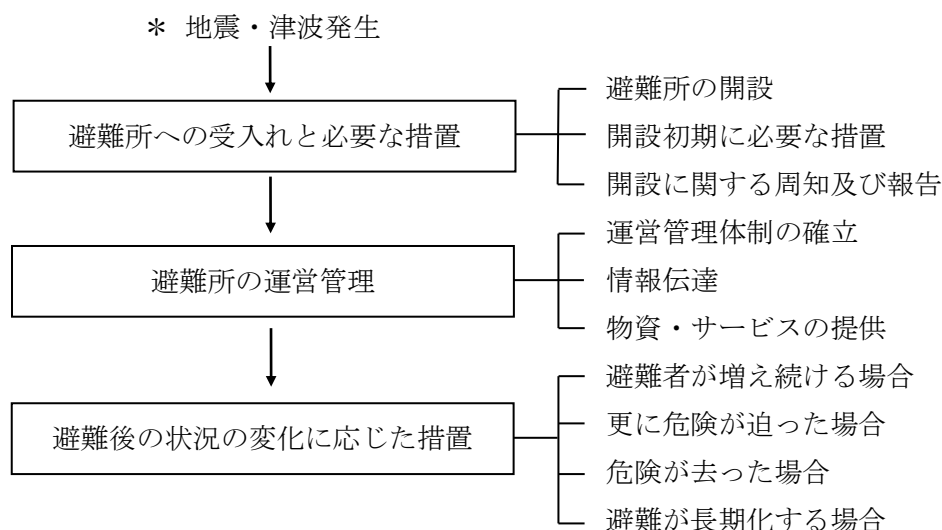 ＊ 地震・津波発生
避難所への受入れと必要な措置
避難所の開設
開設初期に必要な措置
開設に関する周知及び報告
避難所の運営管理
運営管理体制の確立
情報伝達
物資・サービスの提供
避難後の状況の変化に応じた措置
避難者が増え続ける場合
更に危険が迫った場合
危険が去った場合
避難が長期化する場合